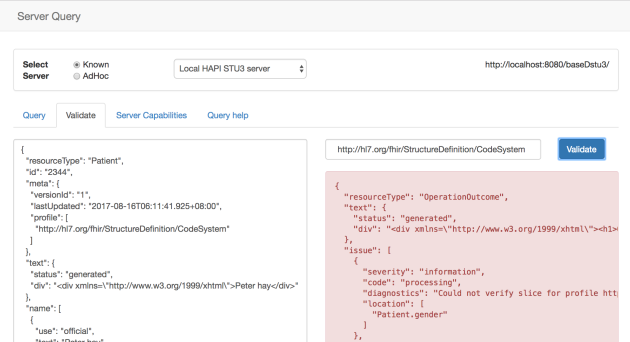 Server Query
Select Server
Known
AdHoc
Local HAPI STU3 server
http://localhost:8080/baseDstu3/
Query
Validate
Server Capabilities
Query help
{
"resourceType": "Patient",
"id": "2344",
"meta": {
"versionId": "1",
"lastUpdated": "2017-08-16T06:11:41.925+08:00",
"profile": [
"http://hl7.org/fhir/StructureDefinition/CodeSystem"
]
},
"text": {
"status": "generated",
"div": "<div xmlns=\"http://www.w3.org/1999/xhtml\">Peter hay</div>"
},
"name": [
{
"use": "official",
"text": "Peter hay"
http://hl7.org/fhir/StructureDefinition/CodeSystem
Validate
{
"resourceType": "OperationOutcome",
"text": {
"status": "generated",
"div": "<div xmlns=\"http://www.w3.org/1999/xhtml\"><h1>
},
"issue": [
{
"severity": "information",
"code": "processing",
"diagnostics": "Could not verify slice for profile htt
"location": [
"Patient.gender"
]
},